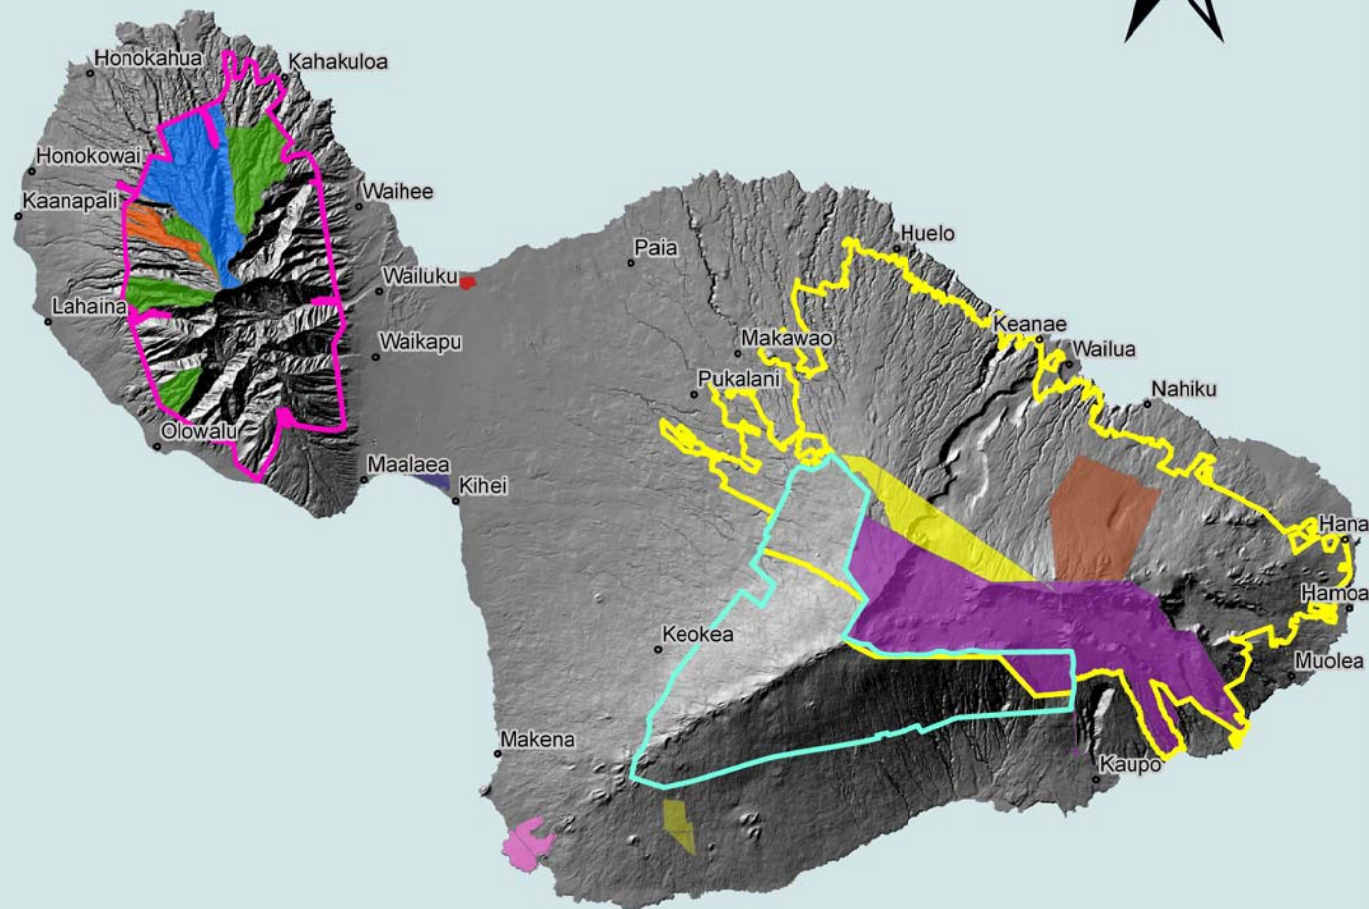 Honokahua
Kahakuloa
Honokowai
Kaanapali
Waihee
Huelo
Paia
Wailuku
Lahaina
Keanae
Makawao
Wailua
Waikapu
Pukalani
Nahiku
Olowalu
Maalaea
Kihei
Hana
Hamoa
Keokea
Muolea
Makena
Kaupo